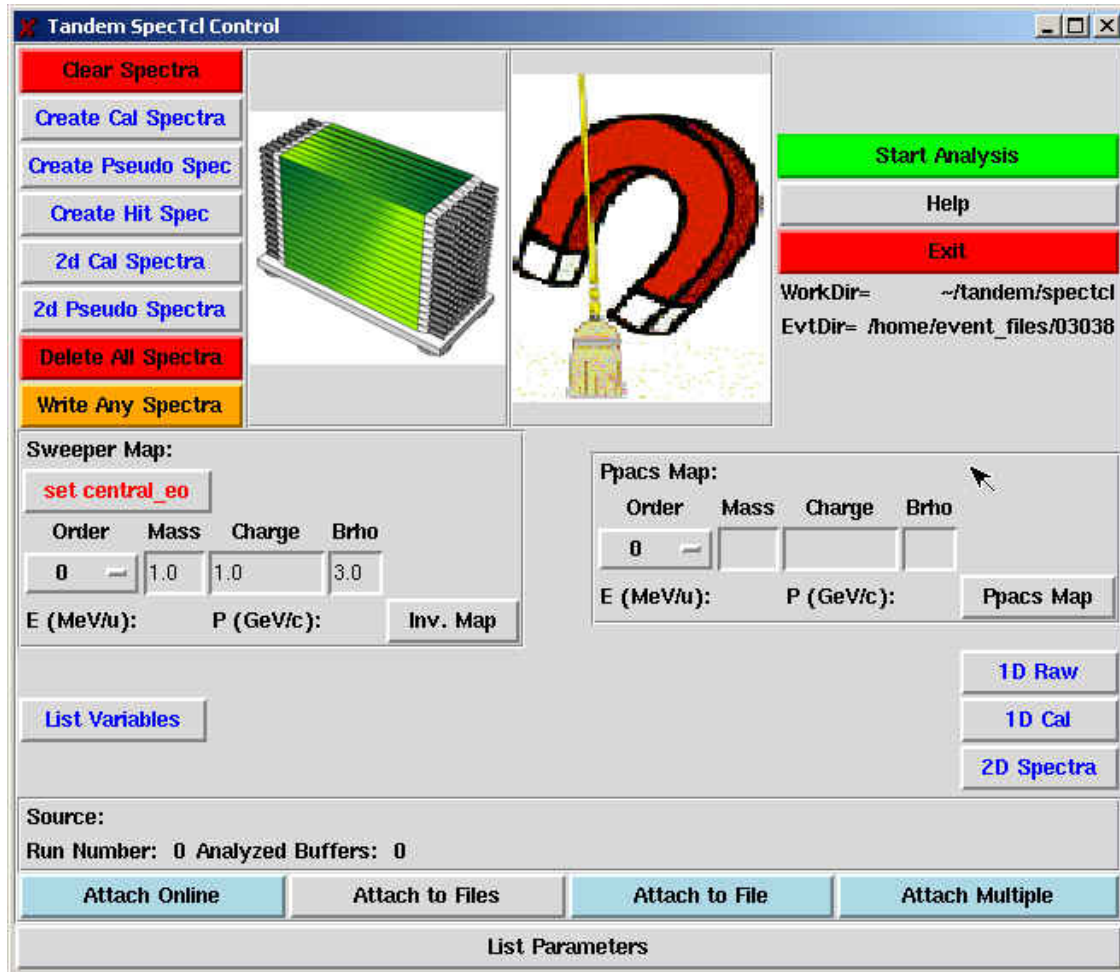 Tandem SpecTcl Control
Clear Spectra
Create Cal Spectra
Create Pseudo Spec
Create Hit Spec
2d Cal Spectra
2d Pseudo Spectra
Delete All Spectra
Write Any Spectra
Start Analysis
Help
Exit
WorkDir= ~/tandem/spectcl
EvtDir= /home/event_files/03038
Sweeper Map:
set central_eo
Order Mass Charge Brho
0 1.0 1.0 3.0
E (MeV/u): P (GeV/c): Inv. Map
Ppacs Map:
Order Mass Charge Brho
0
E (MeV/u): P (GeV/c): Ppacs Map
List Variables
1D Raw
1D Cal
2D Spectra
Source:
Run Number: 0 Analyzed Buffers: 0
Attach Online Attach to Files Attach to File Attach Multiple
List Parameters